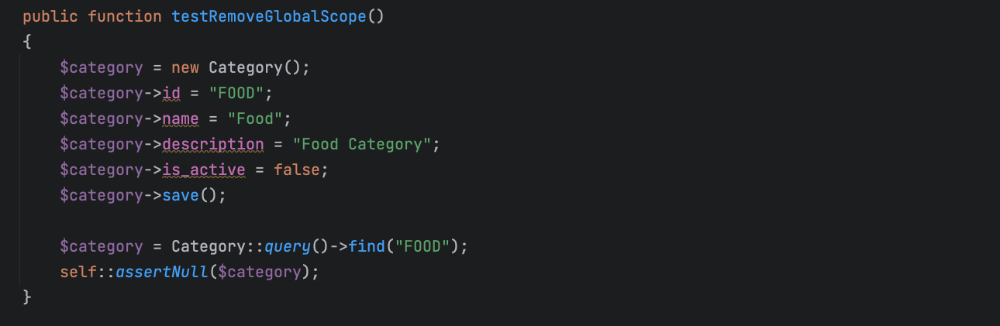 public function testRemoveGlobalScope()
{
    $category = new Category();
    $category->id = "FOOD";
    $category->name = "Food";
    $category->description = "Food Category";
    $category->is_active = false;
    $category->save();

    $category = Category::query()->find("FOOD");
    self::assertNull($category);
}